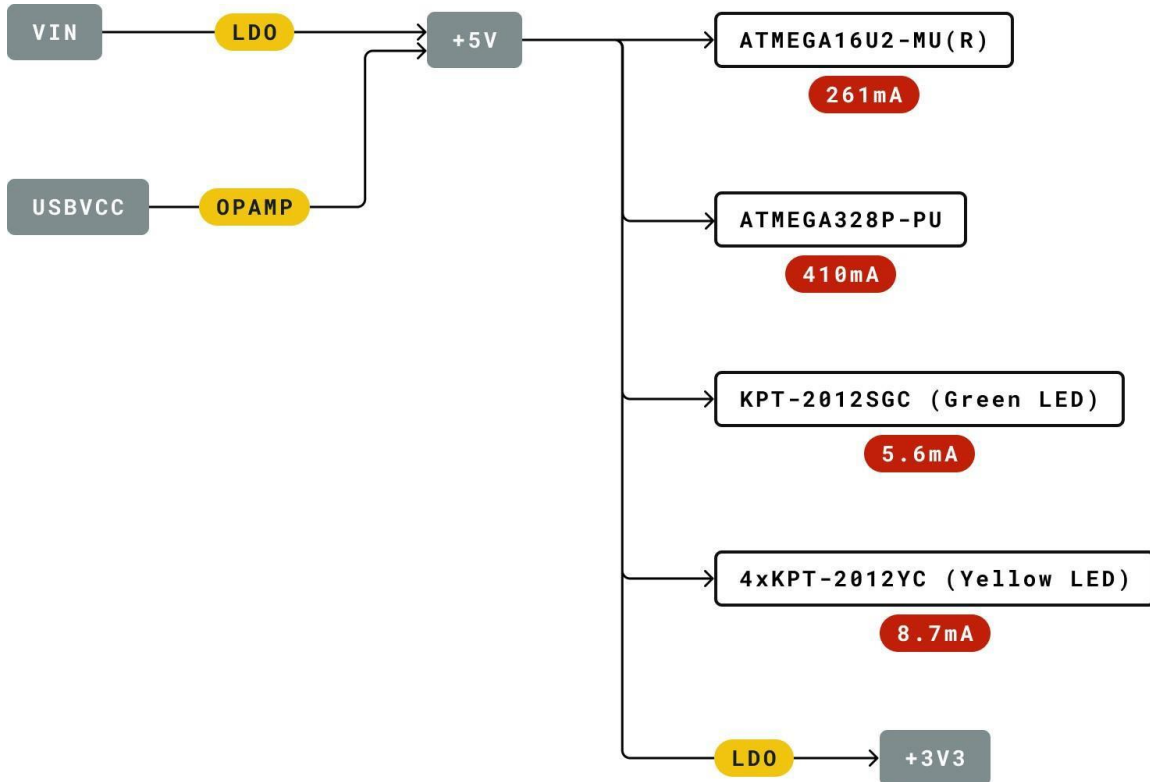 VIN
LDO
+5V
ATMEGA16U2-MU(R)
261mA
USBVCC
OPAMP
ATMEGA328P-PU
410mA
KPT-2012SGC (Green LED)
5.6mA
4xKPT-2012YC (Yellow LED)
8.7mA
LDO
+3V3